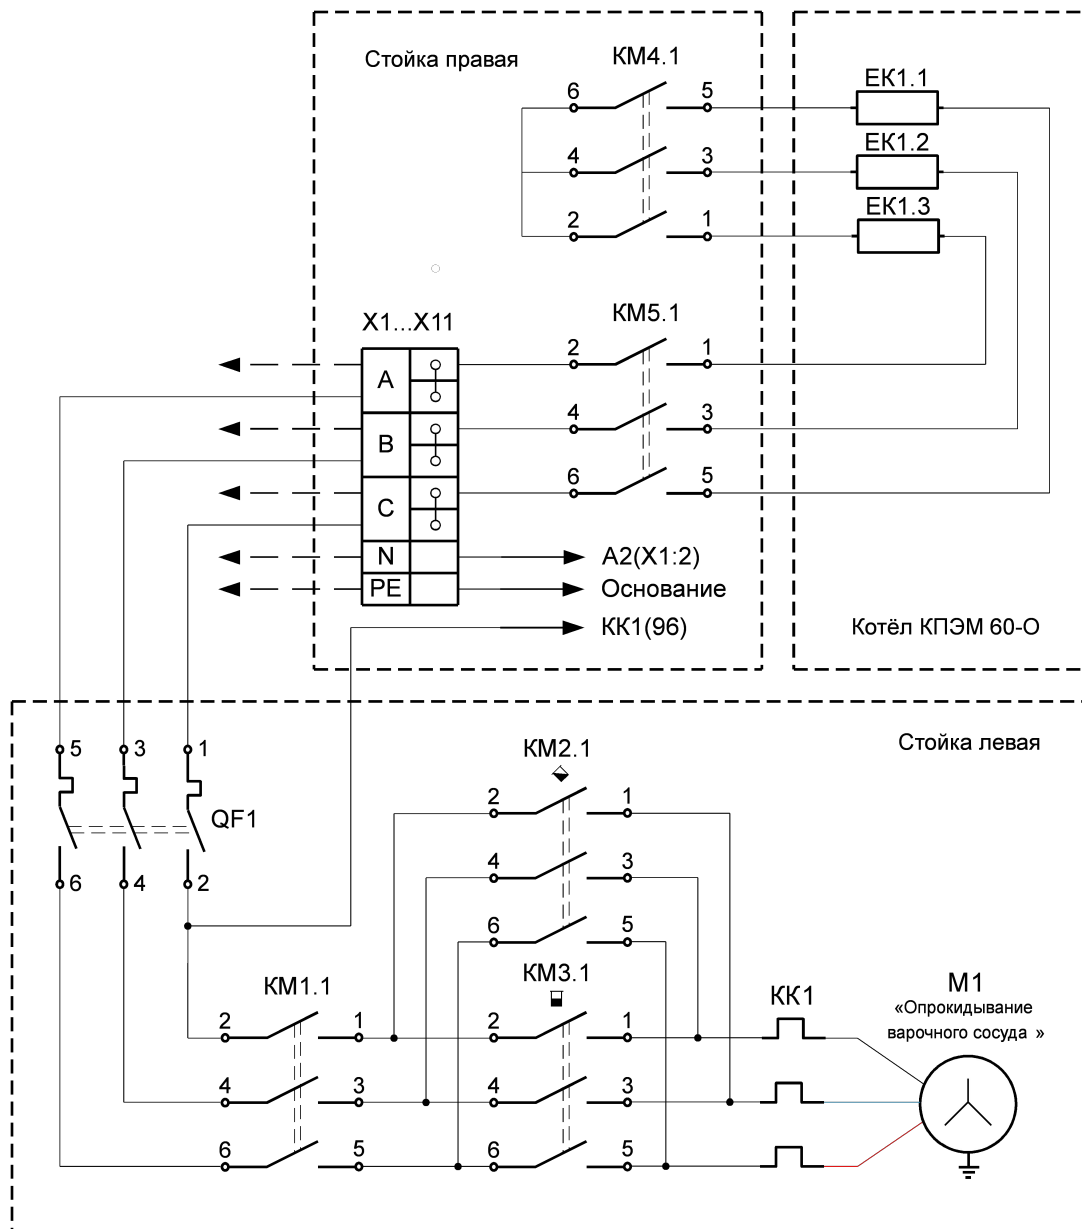 Стойка правая
КМ4.1
6 5
4 3
2 1
ЕК1.1
ЕК1.2
ЕК1.3
Х1...Х11
A
B
C
N
PE
КМ5.1
2 1
4 3
6 5
А2(Х1:2)
Основание
КК1(96)
Котёл КПЭМ 60-О
Стойка левая
5 3 1
QF1
6 4 2
КМ2.1
2 1
4 3
6 5
КМ1.1
2 1
4 3
6 5
КМ3.1
2 1
4 3
6 5
КК1
М1
«Опрокидывание
варочного сосуда »